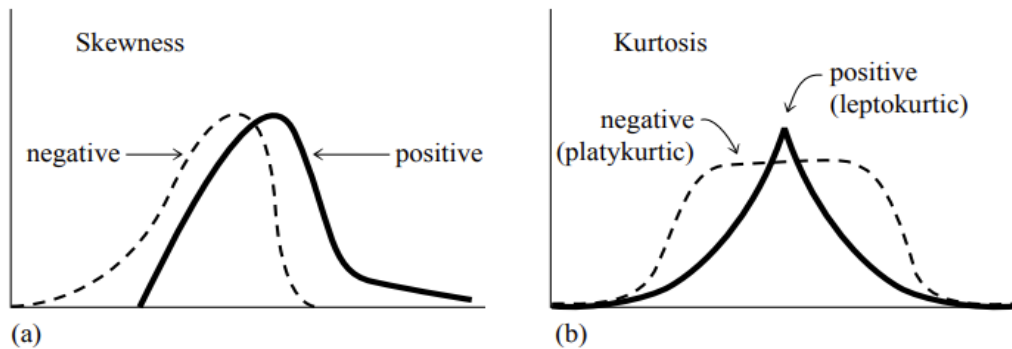 Skewness
negative
positive
(a)
Kurtosis
positive
(leptokurtic)
negative
(platykurtic)
(b)